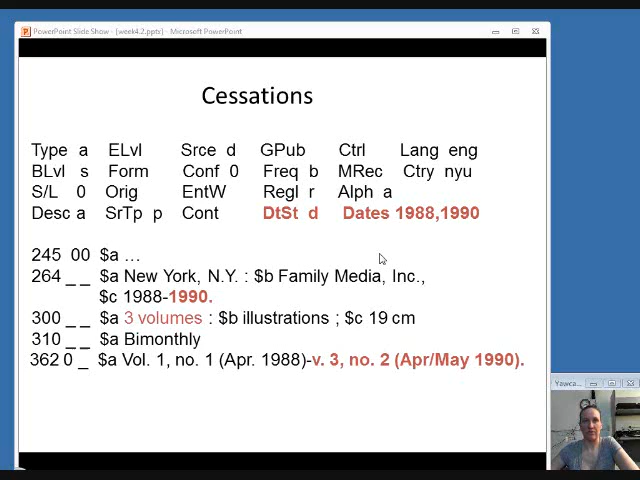 PowerPoint Slide Show - [week4.2.pptx] - Microsoft PowerPoint
Cessations
Type a ELvl Srce d GPub Ctrl Lang eng
BLvl s Form Conf 0 Freq b MRec Ctry nyu
S/L 0 Orig EntW Regl r Alph a
Desc a SrTp p Cont DtSt d Dates 1988,1990
245 00 $a ...
264 _ _ $a New York, N.Y. : $b Family Media, Inc.,
$c 1988-1990.
300 _ _ $a 3 volumes : $b illustrations ; $c 19 cm
310 _ _ $a Bimonthly
362 0 _ $a Vol. 1, no. 1 (Apr. 1988)-v. 3, no. 2 (Apr/May 1990).